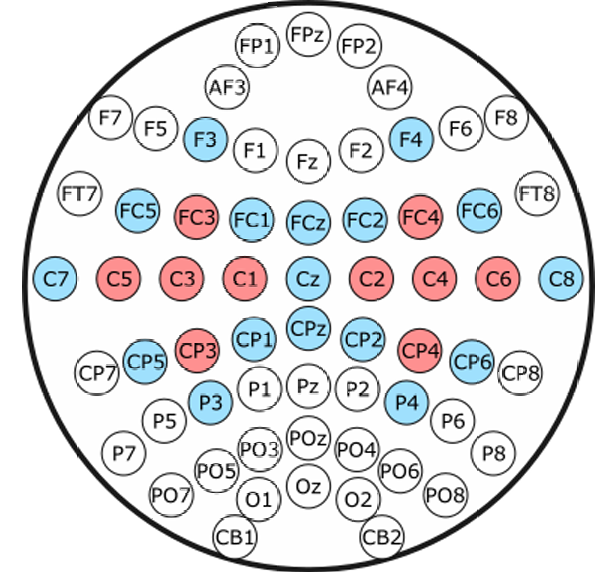 FP1 FPz FP2
AF3 AF4
F7 F5 F3 F1 Fz F2 F4 F6 F8
FT7 FC5 FC3 FC1 FCz FC2 FC4 FC6 FT8
C7 C5 C3 C1 Cz C2 C4 C6 C8
CP7 CP5 CP3 CP1 CPz CP2 CP4 CP6 CP8
P7 P5 P3 P1 Pz P2 P4 P6 P8
PO7 PO5 PO3 POz PO4 PO6 PO8
O1 Oz O2
CB1 CB2